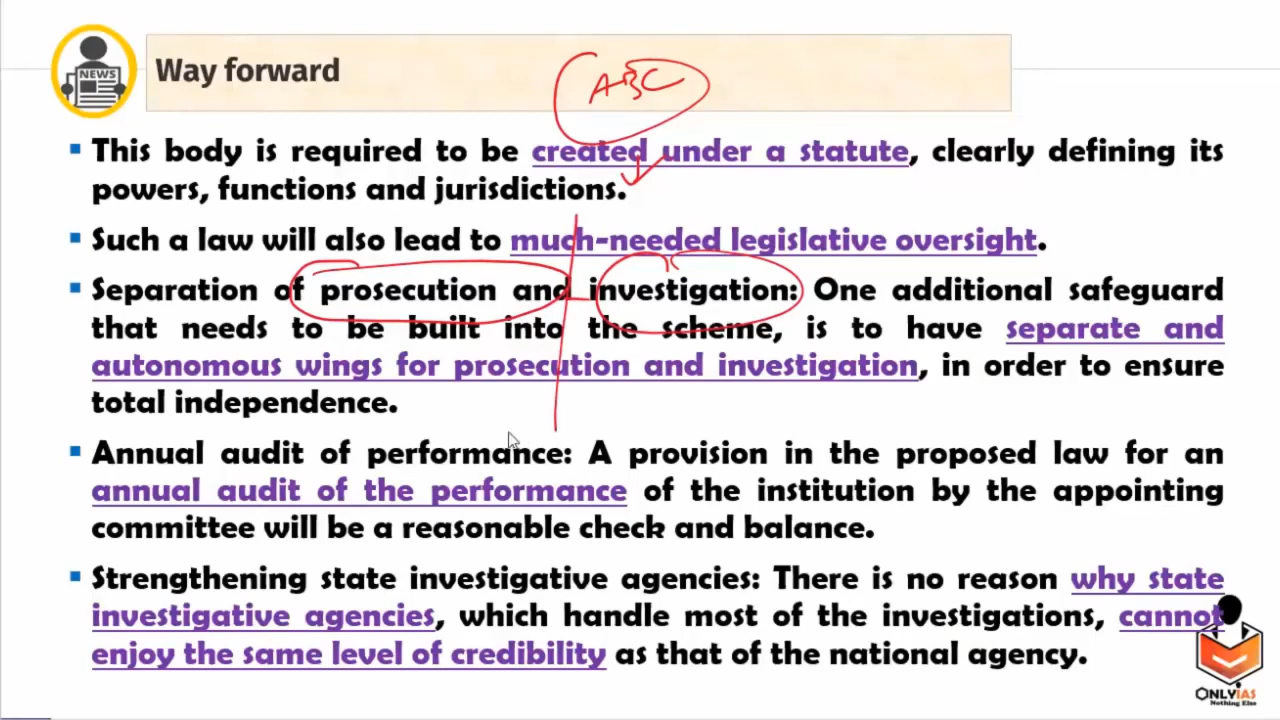 NEWS
Way forward
ABC
▪ This body is required to be created under a statute, clearly defining its
powers, functions and jurisdictions.
▪ Such a law will also lead to much-needed legislative oversight.
▪ Separation of prosecution and investigation: One additional safeguard
that needs to be built into the scheme, is to have separate and
autonomous wings for prosecution and investigation, in order to ensure
total independence.
▪ Annual audit of performance: A provision in the proposed law for an
annual audit of the performance of the institution by the appointing
committee will be a reasonable check and balance.
▪ Strengthening state investigative agencies: There is no reason why state
investigative agencies, which handle most of the investigations, cannot
enjoy the same level of credibility as that of the national agency.
ONLYIAS
Nothing Else